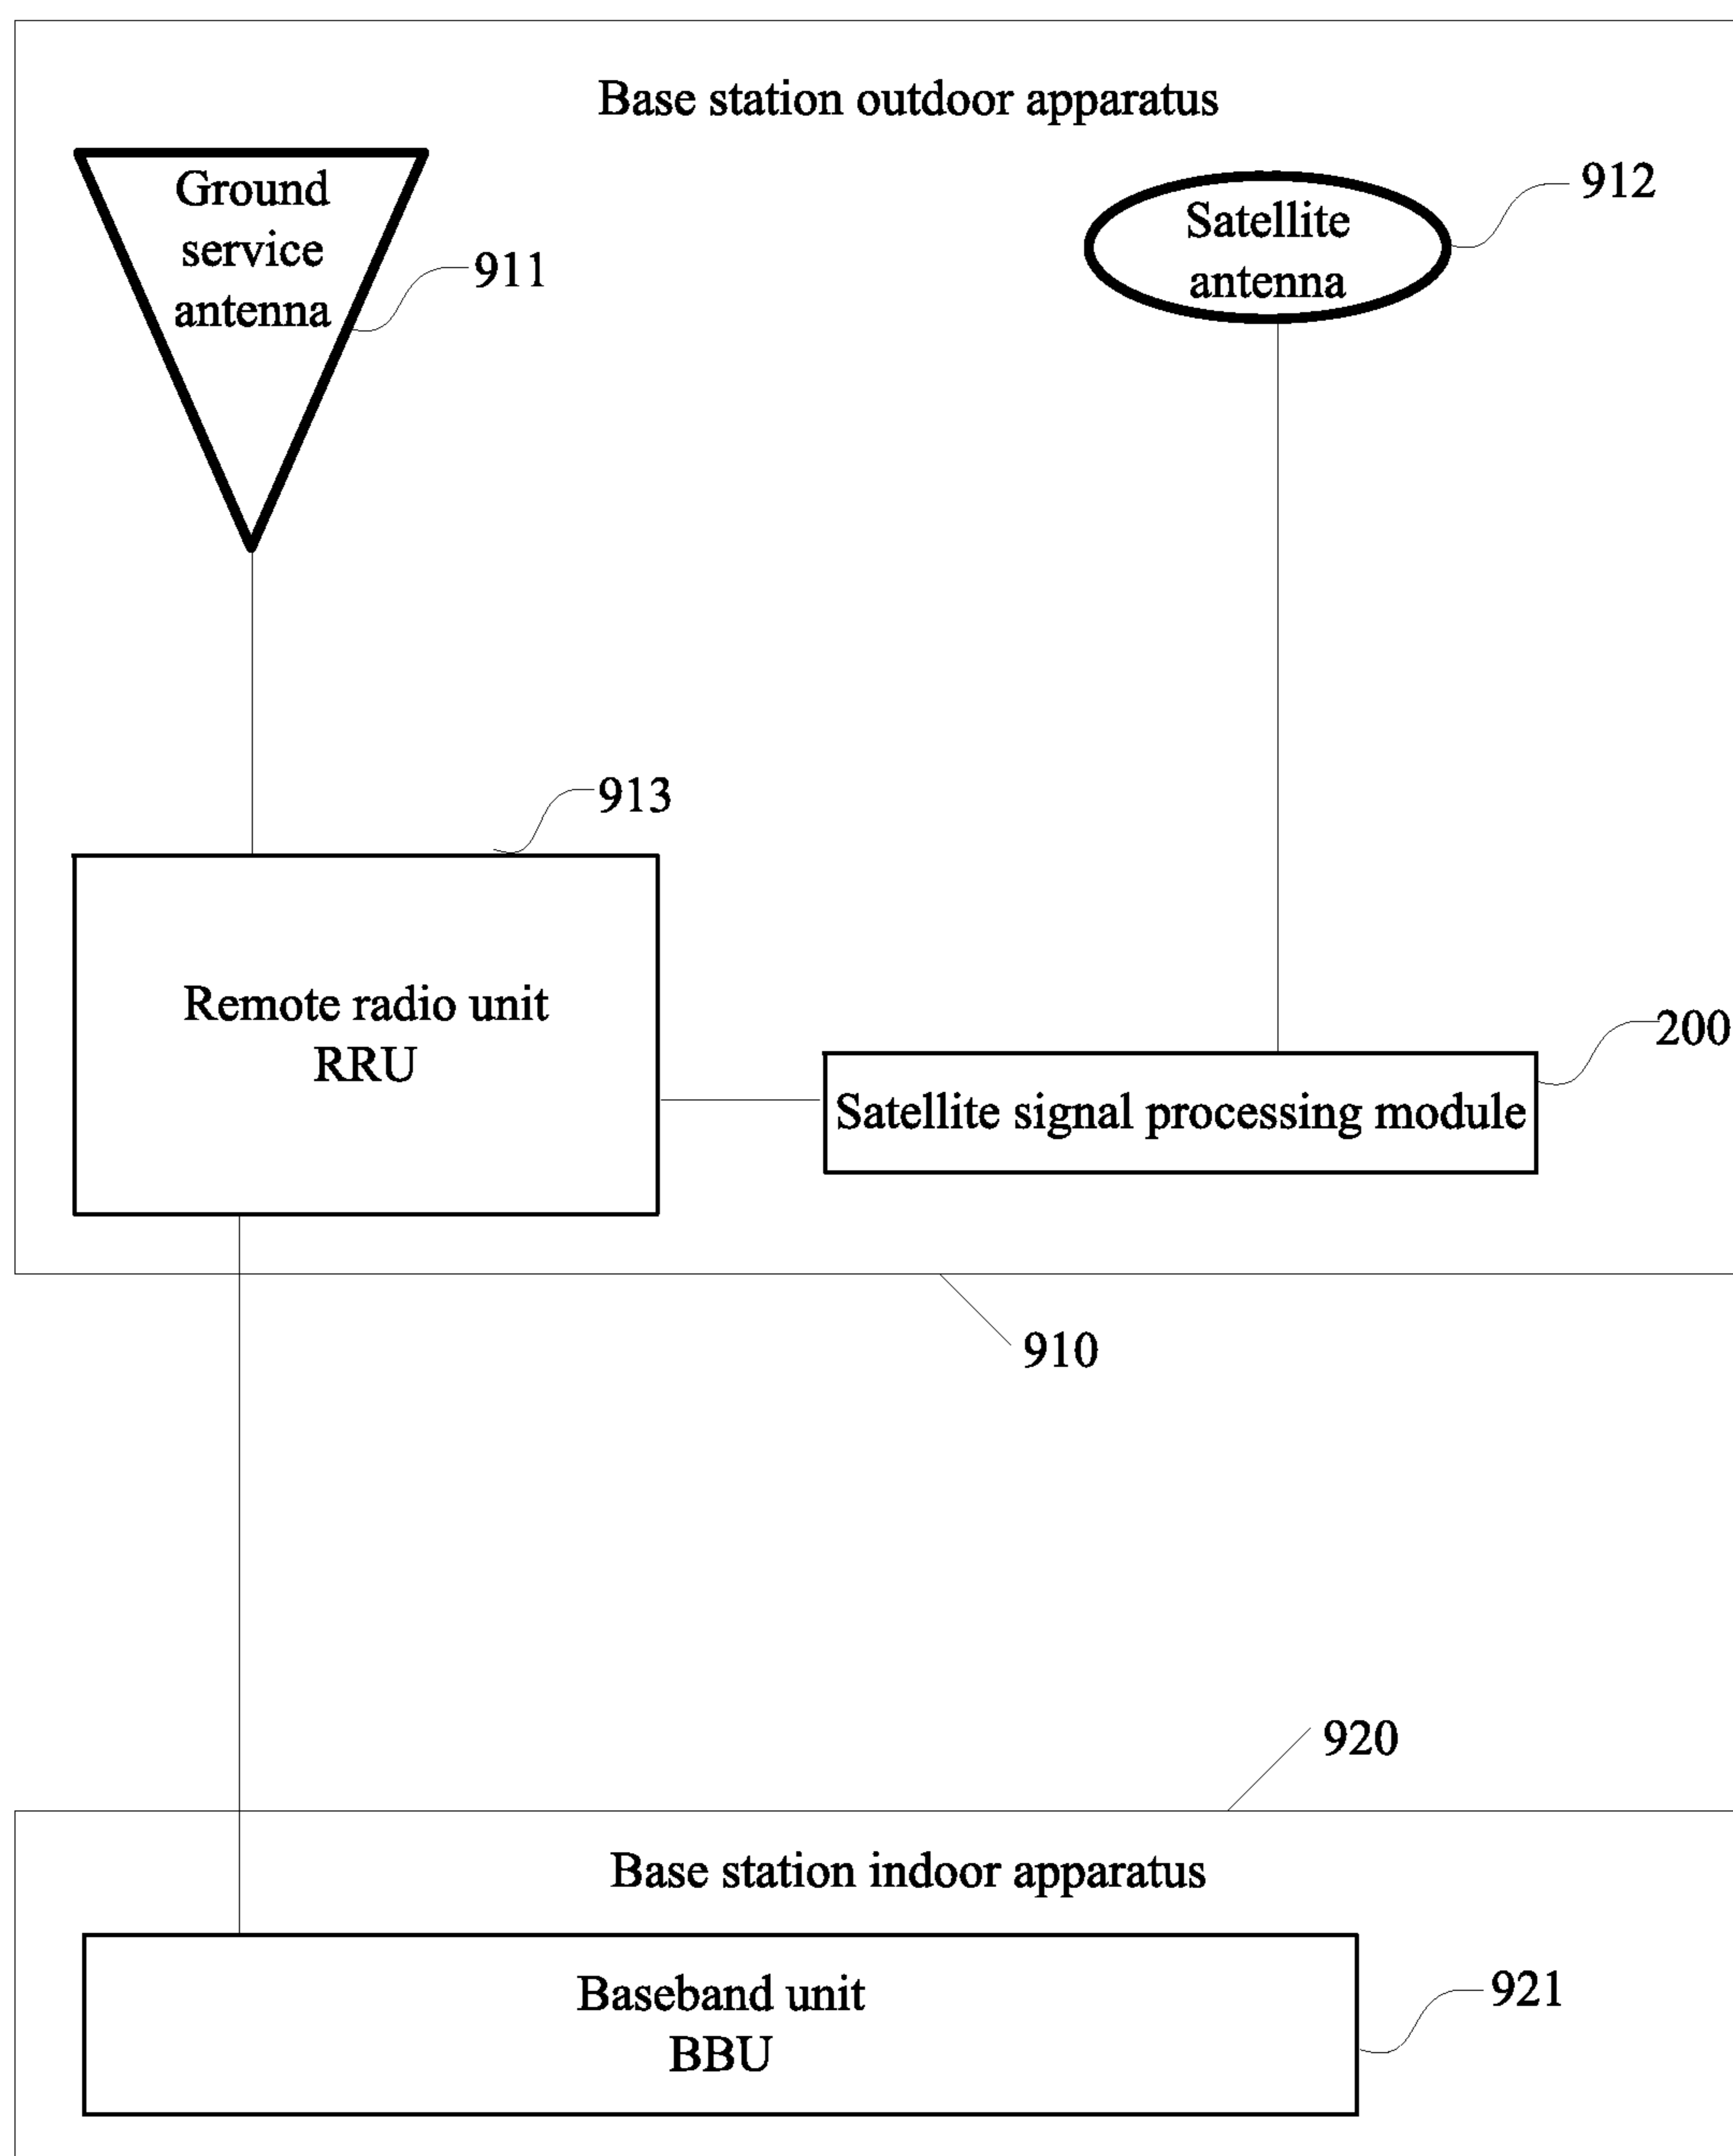 Base station outdoor apparatus
Ground
service
antenna
911
Satellite
antenna
912
913
Remote radio unit
RRU
200
Satellite signal processing module
910
920
Base station indoor apparatus
Baseband unit
BBU
921